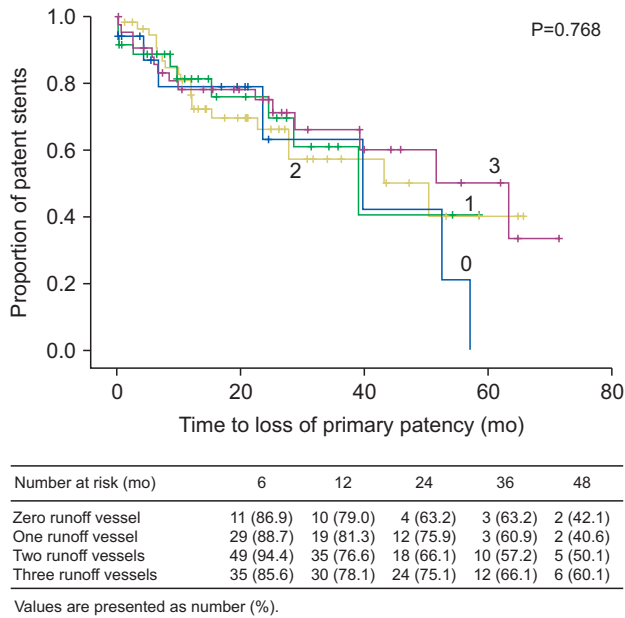 P=0.768
Proportion of patent stents
1.0
0.8
0.6
0.4
0.2
0.0
2
3
1
0
0 20 40 60 80
Time to loss of primary patency (mo)
Number at risk (mo) 6 12 24 36 48
Zero runoff vessel 11 (86.9) 10 (79.0) 4 (63.2) 3 (63.2) 2 (42.1)
One runoff vessel 29 (88.7) 19 (81.3) 12 (75.9) 3 (60.9) 2 (40.6)
Two runoff vessels 49 (94.4) 35 (76.6) 18 (66.1) 10 (57.2) 5 (50.1)
Three runoff vessels 35 (85.6) 30 (78.1) 24 (75.1) 12 (66.1) 6 (60.1)
Values are presented as number (%).